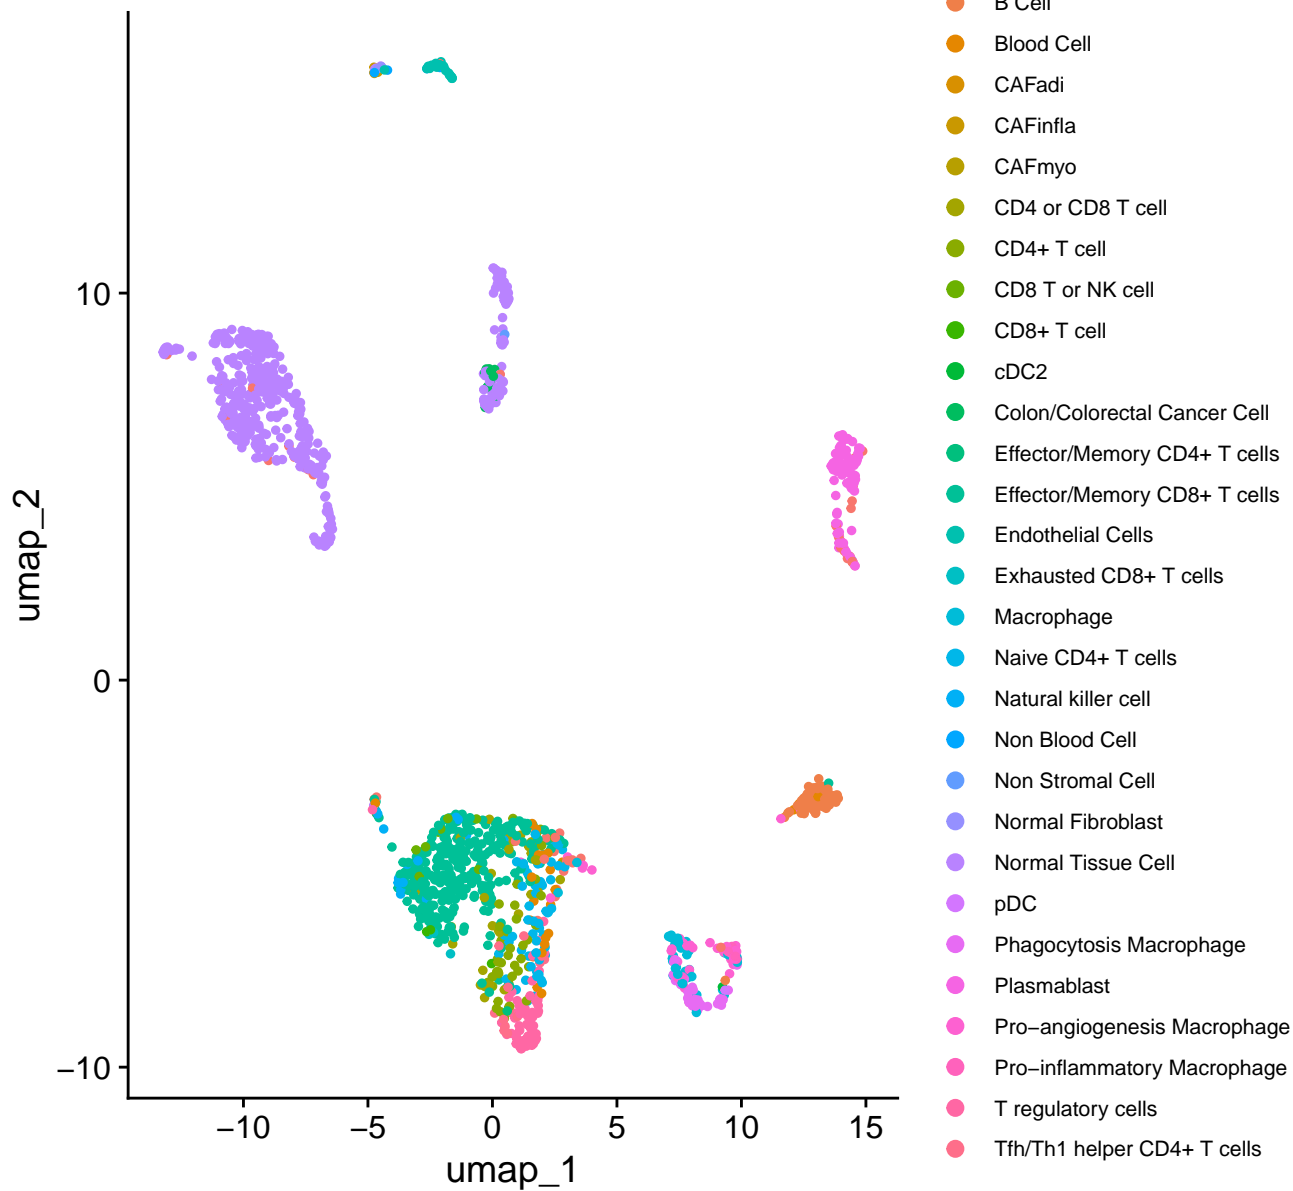 B Cell
Blood Cell
CAFadi
CAFinfla
CAFmyo
CD4 or CD8 T cell
CD4+ T cell
CD8 T or NK cell
CD8+ T cell
cDC2
Colon/Colorectal Cancer Cell
Effector/Memory CD4+ T cells
Effector/Memory CD8+ T cells
Endothelial Cells
Exhausted CD8+ T cells
Macrophage
Naive CD4+ T cells
Natural killer cell
Non Blood Cell
Non Stromal Cell
Normal Fibroblast
Normal Tissue Cell
pDC
Phagocytosis Macrophage
Plasmablast
Pro−angiogenesis Macrophage
Pro−inflammatory Macrophage
T regulatory cells
Tfh/Th1 helper CD4+ T cells
umap_2
10
0
−10
−10 −5 0 5 10 15
umap_1